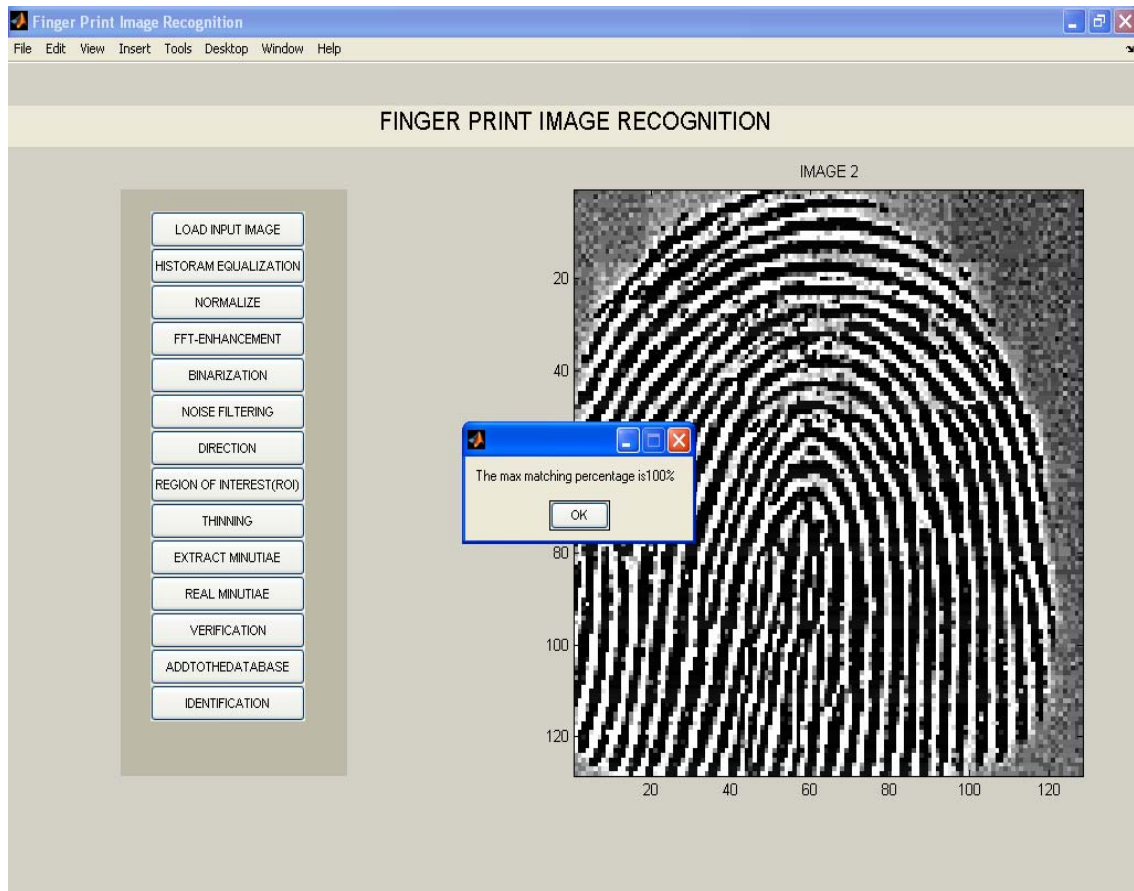 Finger Print Image Recognition
File Edit View Insert Tools Desktop Window Help
FINGER PRINT IMAGE RECOGNITION
IMAGE 2
LOAD INPUT IMAGE
HISTORAM EQUALIZATION
NORMALIZE
FFT-ENHANCEMENT
BINARIZATION
NOISE FILTERING
DIRECTION
REGION OF INTEREST(ROI)
THINNING
EXTRACT MINUTIAE
REAL MINUTIAE
VERIFICATION
ADDTOTHEDATABASE
IDENTIFICATION
20
40
The max matching percentage is100%
OK
80
100
120
20 40 60 80 100 120